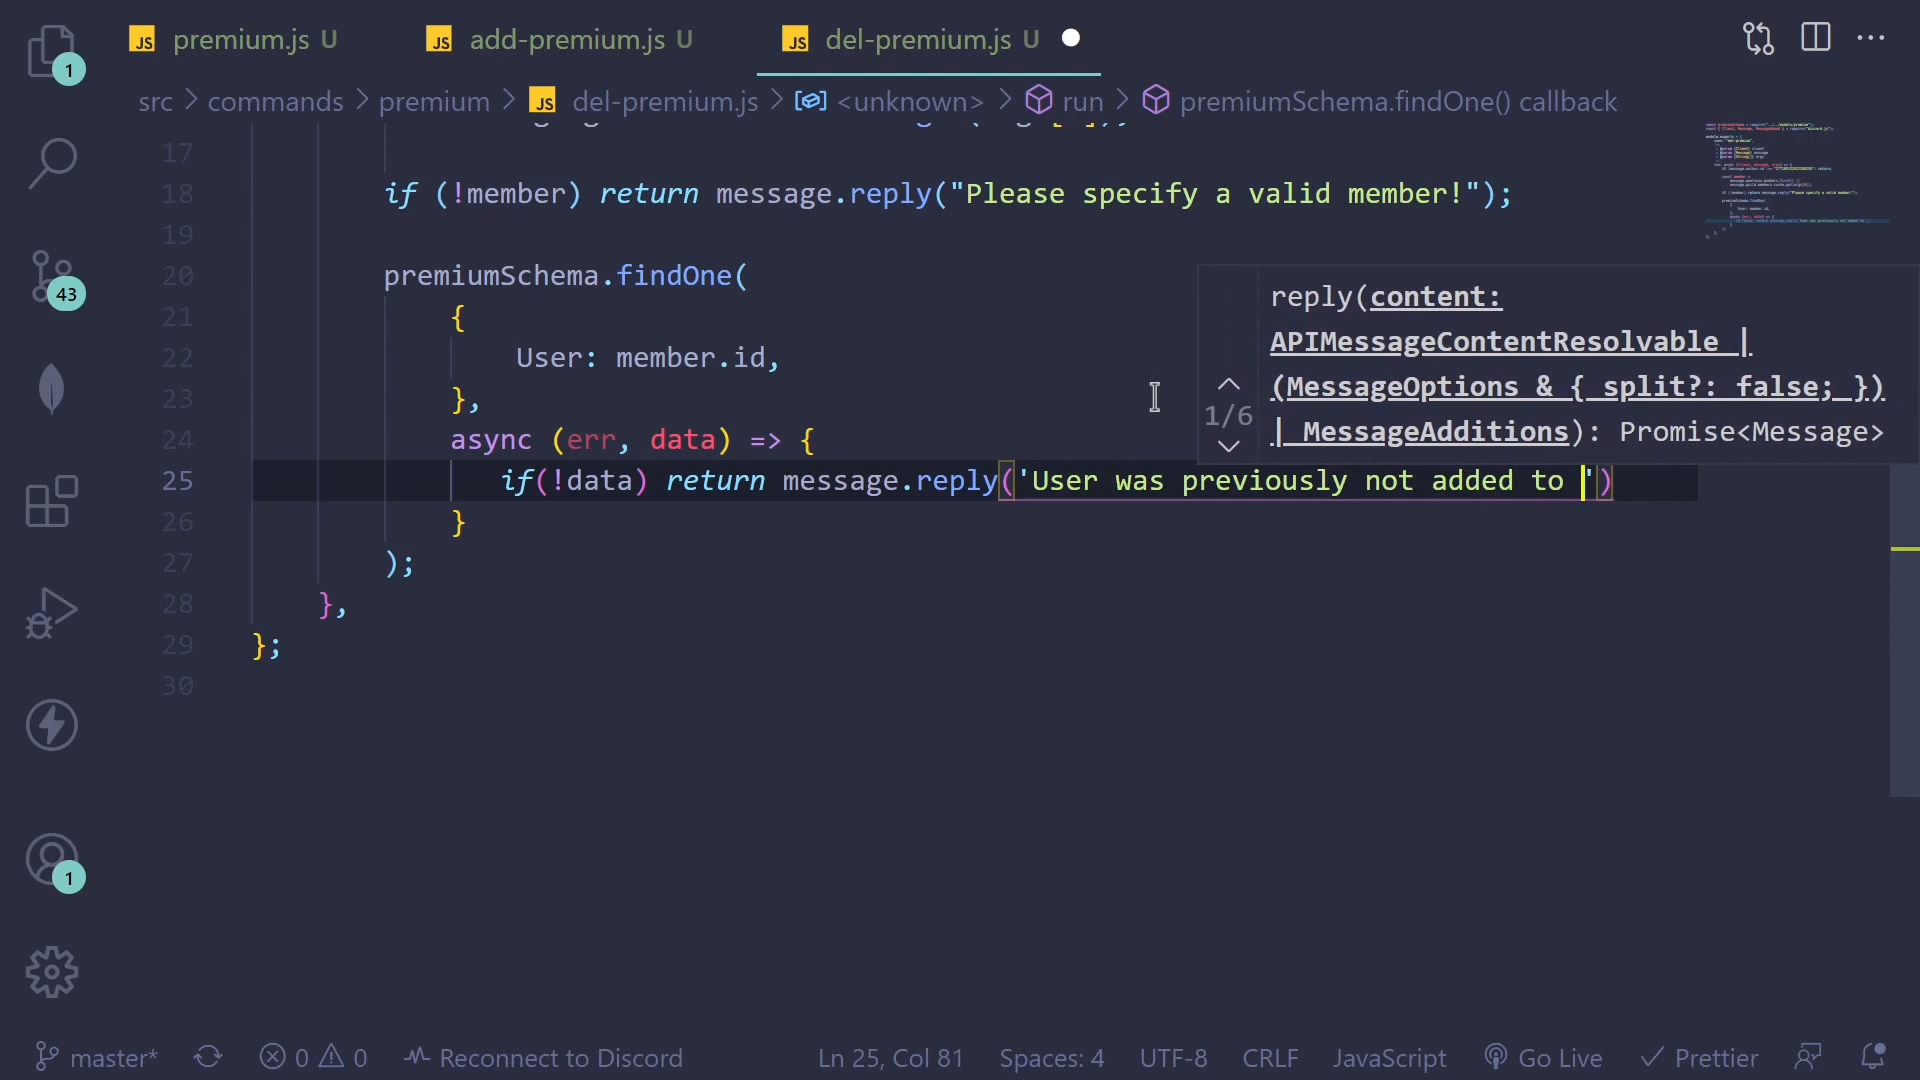 JS premium.js U JS add-premium.js U JS del-premium.js U
src > commands > premium > JS del-premium.js > <unknown> > run > premiumSchema.findOne() callback
17
18 if (!member) return message.reply("Please specify a valid member!");
19
20 premiumSchema.findOne(
21 {
22 User: member.id,
23 },
24 async (err, data) => {
25 if(!data) return message.reply('User was previously not added to ')
26 }
27 );
28 },
29 };
30
reply(content:
APIMessageContentResolvable |
(MessageOptions & { split?: false; })
| MessageAdditions): Promise<Message>
1/6
1
43
1
master* 0 0 Reconnect to Discord Ln 25, Col 81 Spaces: 4 UTF-8 CRLF JavaScript Go Live Prettier